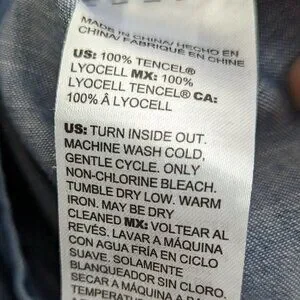 MADE IN CHINA/ HECHO EN
CHINA/ FABRIQUÉ EN CHINE
US: 100% TENCEL®
LYOCELL MX: 100%
LYOCELL TENCEL® CA:
100% Â LYOCELL
US: TURN INSIDE OUT.
MACHINE WASH COLD,
GENTLE CYCLE. ONLY
NON-CHLORINE BLEACH.
TUMBLE DRY LOW. WARM
IRON. MAY BE DRY
CLEANED MX: VOLTEAR AL
REVÉS. LAVAR A MÁQUINA
CON AGUA FRÍA EN CICLO
SUAVE. SOLAMENTE
BLANQUEADOR SIN CLORO.
SECAR A MÁQUINA A BAJA